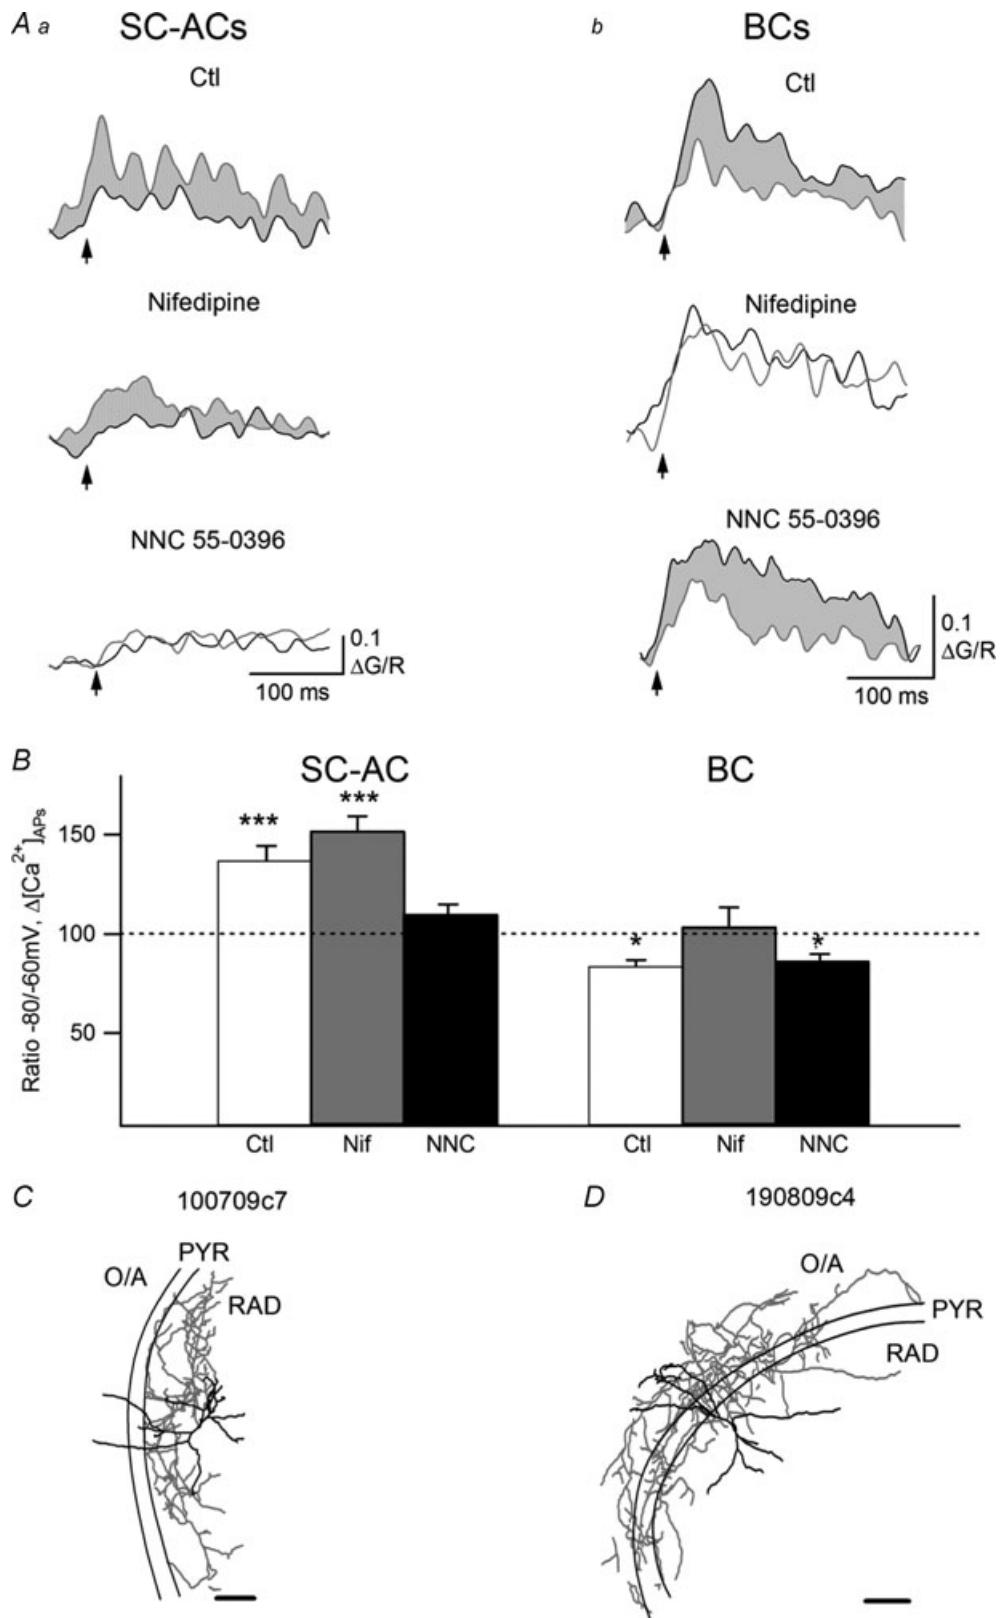 A a SC-ACs b BCs
Ctl Ctl
Nifedipine Nifedipine
NNC 55-0396 NNC 55-0396
0.1
ΔG/R
100 ms
0.1
ΔG/R
100 ms
B SC-AC BC
Ratio -80/-60mV, Δ[Ca²⁺]APs
150
100
50
*** *** * *
Ctl Nif NNC Ctl Nif NNC
C 100709c7 D 190809c4
O/A PYR
RAD
O/A
PYR
RAD